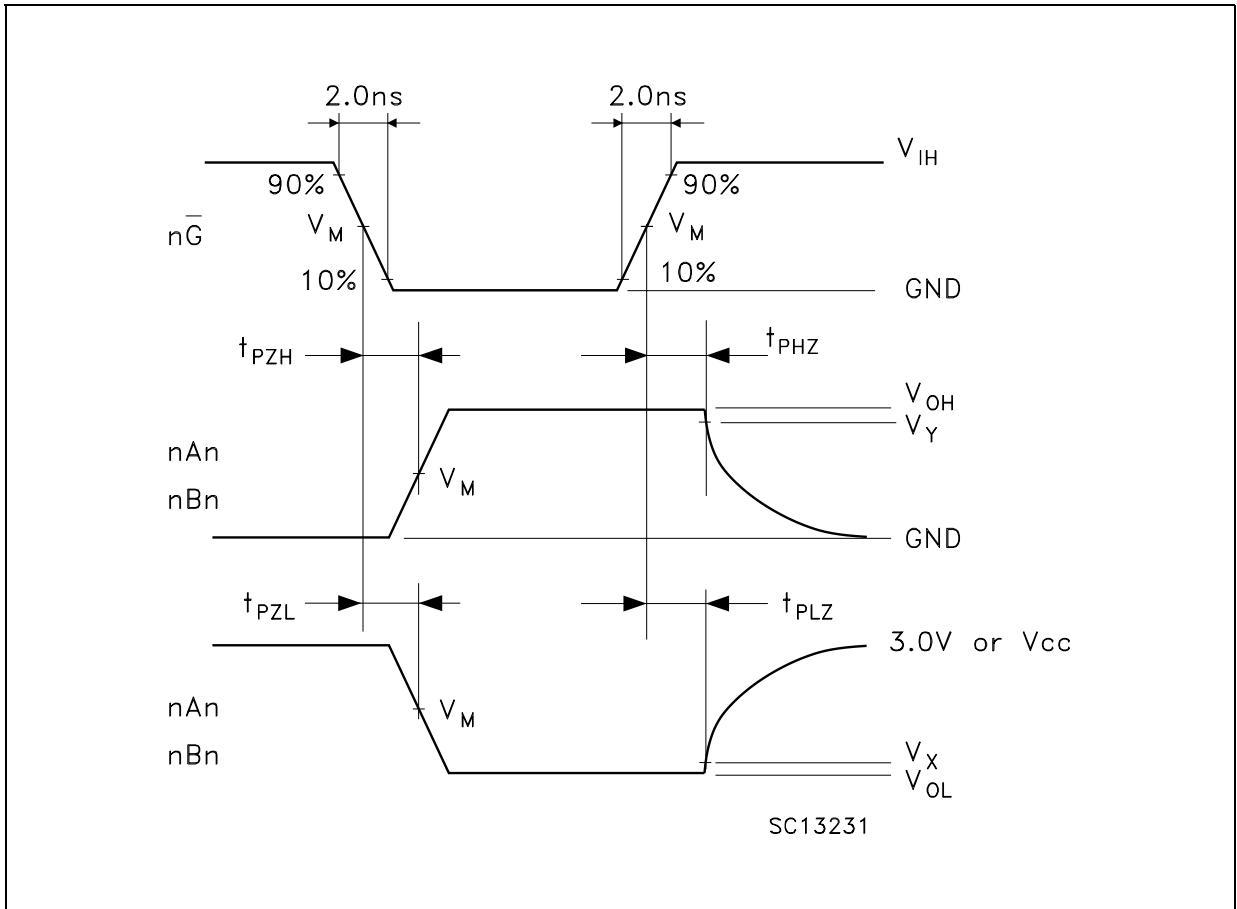 2.0ns 2.0ns
V_IH
90% 90%
nG̅ V_M V_M
10% 10%
GND
t_PZH t_PHZ
V_OH
V_Y
nAn
V_M
nBn
GND
t_PZL t_PLZ
3.0V or Vcc
nAn
V_M
nBn
V_X
V_OL
SC13231